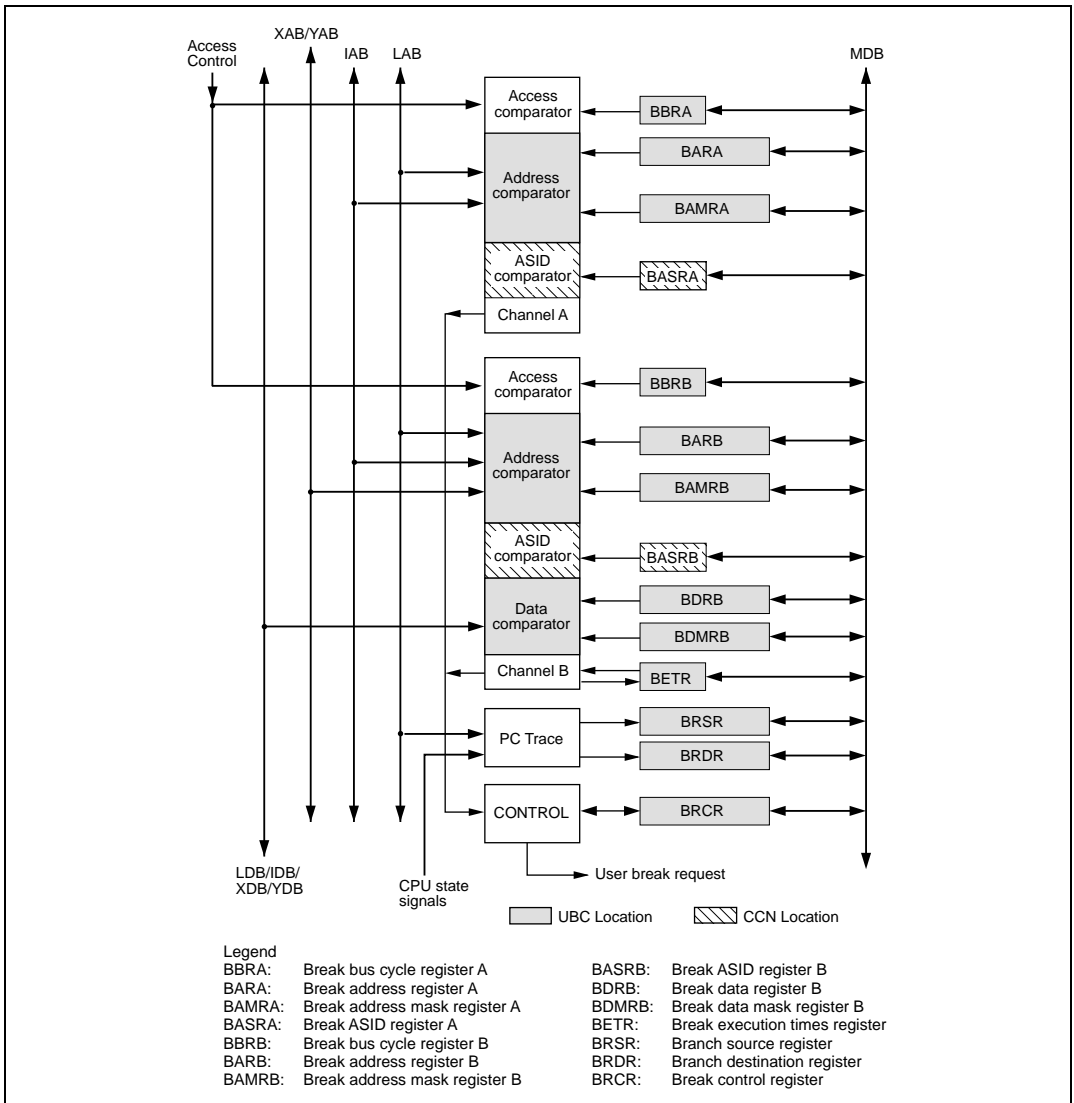 Access
Control
XAB/YAB
IAB
LAB
MDB
Access
comparator
BBRA
BARA
Address
comparator
BAMRA
ASID
comparator
BASRA
Channel A
Access
comparator
BBRB
BARB
Address
comparator
BAMRB
ASID
comparator
BASRB
BDRB
Data
comparator
BDMRB
Channel B
BETR
BRSR
PC Trace
BRDR
CONTROL
BRCR
LDB/IDB/
XDB/YDB
CPU state
signals
User break request
UBC Location
CCN Location
Legend
BBRA: Break bus cycle register A
BARA: Break address register A
BAMRA: Break address mask register A
BASRA: Break ASID register A
BBRB: Break bus cycle register B
BARB: Break address register B
BAMRB: Break address mask register B
BASRB: Break ASID register B
BDRB: Break data register B
BDMRB: Break data mask register B
BETR: Break execution times register
BRSR: Branch source register
BRDR: Branch destination register
BRCR: Break control register